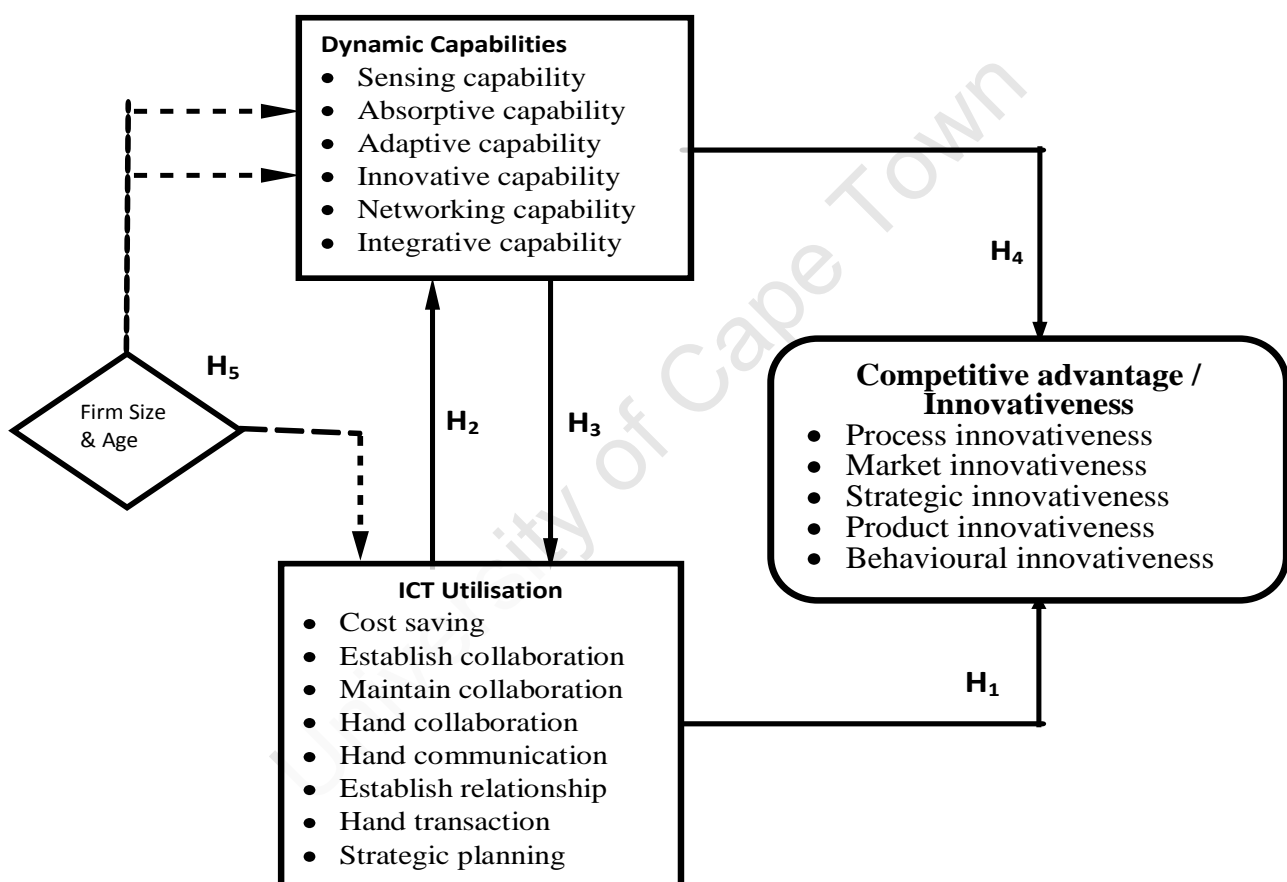 Dynamic Capabilities
• Sensing capability
• Absorptive capability
• Adaptive capability
• Innovative capability
• Networking capability
• Integrative capability
H₄
H₅
Firm Size
& Age
H₂
H₃
Competitive advantage /
Innovativeness
• Process innovativeness
• Market innovativeness
• Strategic innovativeness
• Product innovativeness
• Behavioural innovativeness
ICT Utilisation
• Cost saving
• Establish collaboration
• Maintain collaboration
• Hand collaboration
• Hand communication
• Establish relationship
• Hand transaction
• Strategic planning
H₁
University of Cape Town